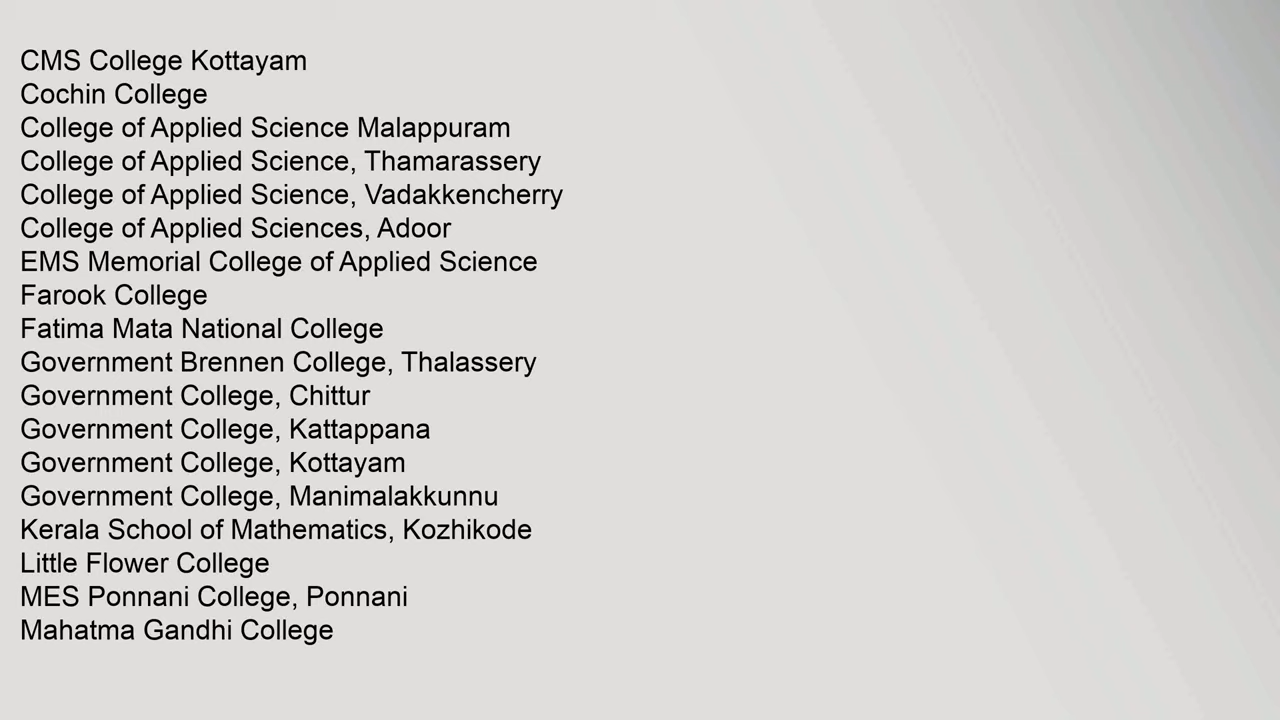 CMS College Kottayam
Cochin College
College of Applied Science Malappuram
College of Applied Science, Thamarassery
College of Applied Science, Vadakkencherry
College of Applied Sciences, Adoor
EMS Memorial College of Applied Science
Farook College
Fatima Mata National College
Government Brennen College, Thalassery
Government College, Chittur
Government College, Kattappana
Government College, Kottayam
Government College, Manimalakkunnu
Kerala School of Mathematics, Kozhikode
Little Flower College
MES Ponnani College, Ponnani
Mahatma Gandhi College